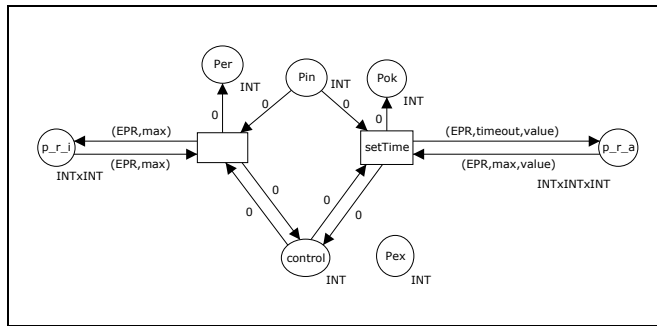 Per
INT
Pin
INT
Pok
INT
0
0
0
0
p_r_i
INTxINT
(EPR,max)
(EPR,max)
setTime
(EPR,timeout,value)
(EPR,max,value)
p_r_a
INTxINTxINT
0
0
0
0
control
INT
Pex
INT